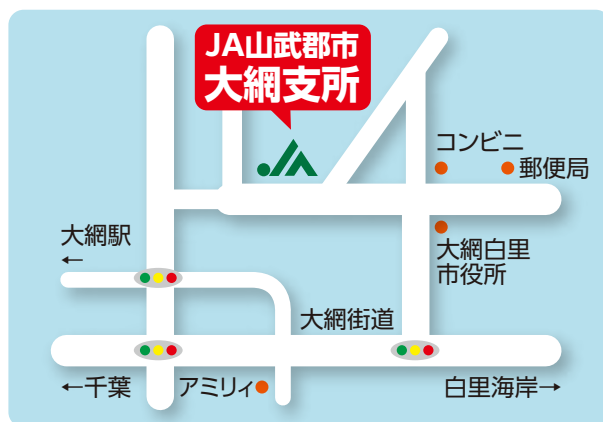 JA山武郡市
大網支所
コンビニ
郵便局
大網駅
←
大網白里
市役所
大網街道
←千葉
アミリィ
白里海岸→